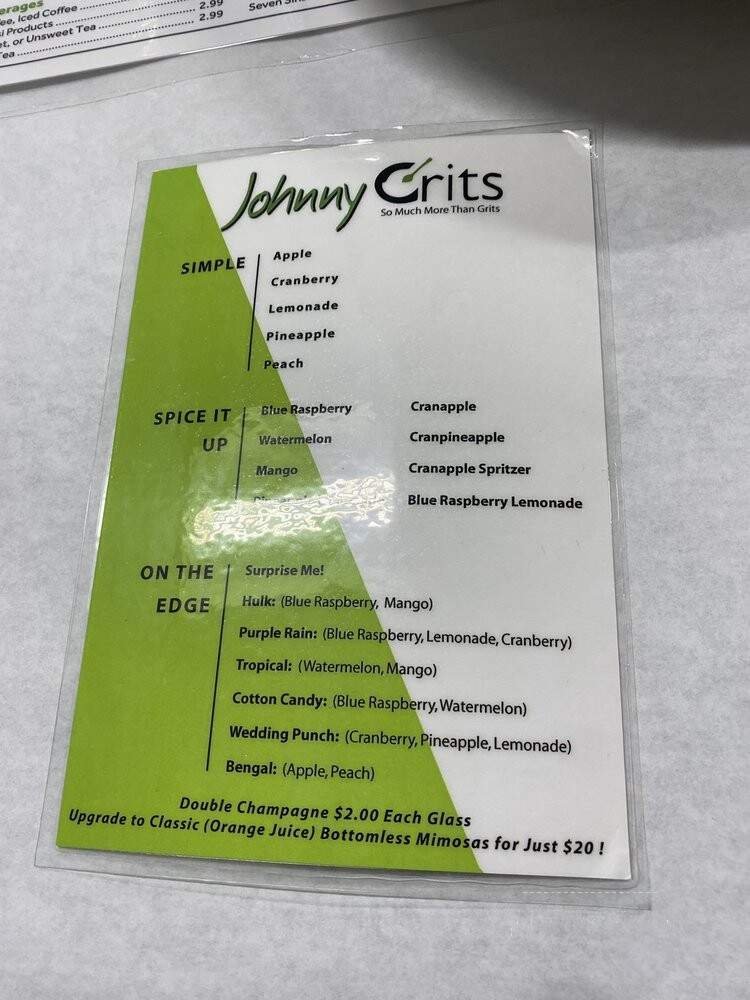 erages
ee, Iced Coffee 2.99
i Products 2.99
et, or Unsweet Tea
Tea
Seven
Johnny Grits
So Much More Than Grits
SIMPLE
Apple
Cranberry
Lemonade
Pineapple
Peach
SPICE IT UP
Blue Raspberry
Watermelon
Mango
Cranapple
Cranpineapple
Cranapple Spritzer
Blue Raspberry Lemonade
ON THE EDGE
Surprise Me!
Hulk: (Blue Raspberry, Mango)
Purple Rain: (Blue Raspberry, Lemonade, Cranberry)
Tropical: (Watermelon, Mango)
Cotton Candy: (Blue Raspberry, Watermelon)
Wedding Punch: (Cranberry, Pineapple, Lemonade)
Bengal: (Apple, Peach)
Double Champagne $2.00 Each Glass
Upgrade to Classic (Orange Juice) Bottomless Mimosas for Just $20 !